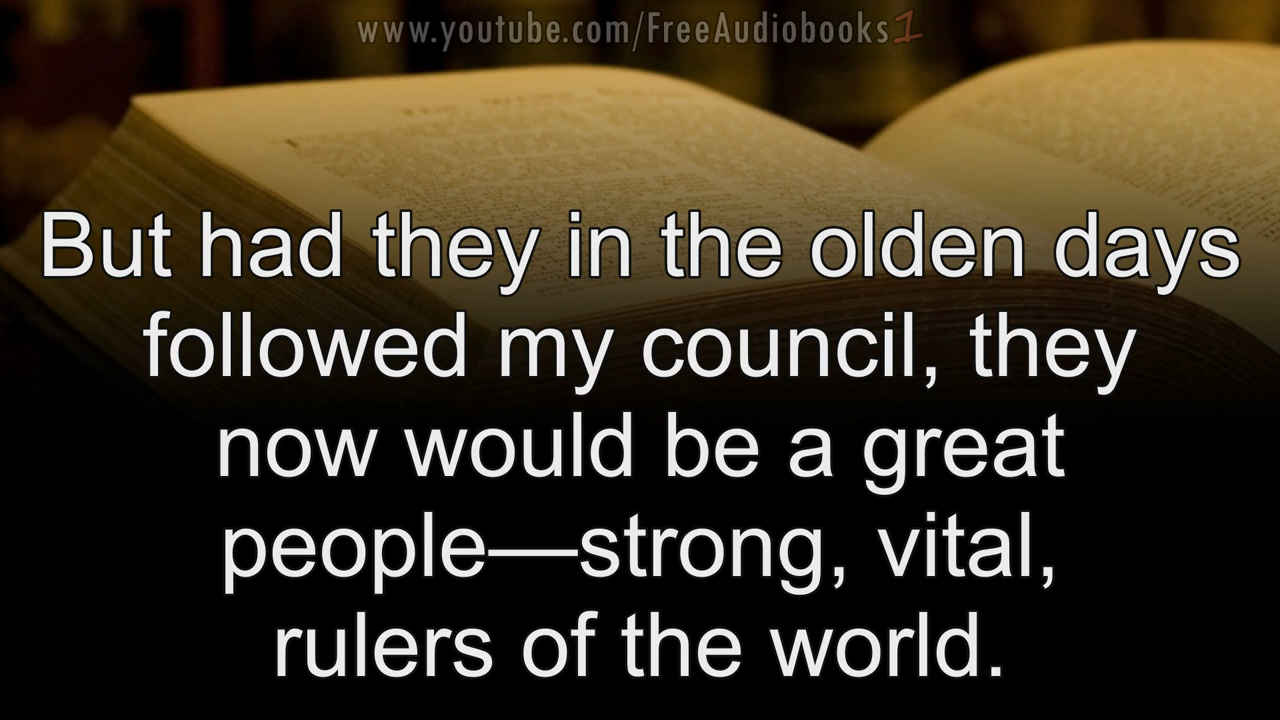 www.youtube.com/FreeAudiobooks1
But had they in the olden days
followed my council, they
now would be a great
people—strong, vital,
rulers of the world.